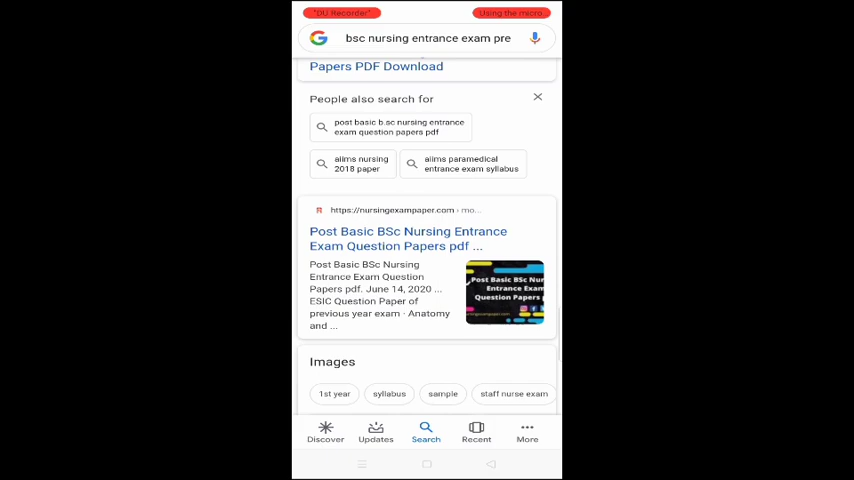 "DU Recorder"
Using the micro
bsc nursing entrance exam pre
Papers PDF Download
People also search for
post basic b.sc nursing entrance
exam question papers pdf
aiims nursing
2018 paper
aiims paramedical
entrance exam syllabus
https://nursingexampaper.com › mo...
Post Basic BSc Nursing Entrance
Exam Question Papers pdf ...
Post Basic BSc Nursing
Entrance Exam Question
Papers pdf. June 14, 2020 ...
ESIC Question Paper of
previous year exam · Anatomy
and ...
Post Basic BSc Nur
Entrance Exam
Question Papers p
Images
1st year
syllabus
sample
staff nurse exam
Discover
Updates
Search
Recent
More